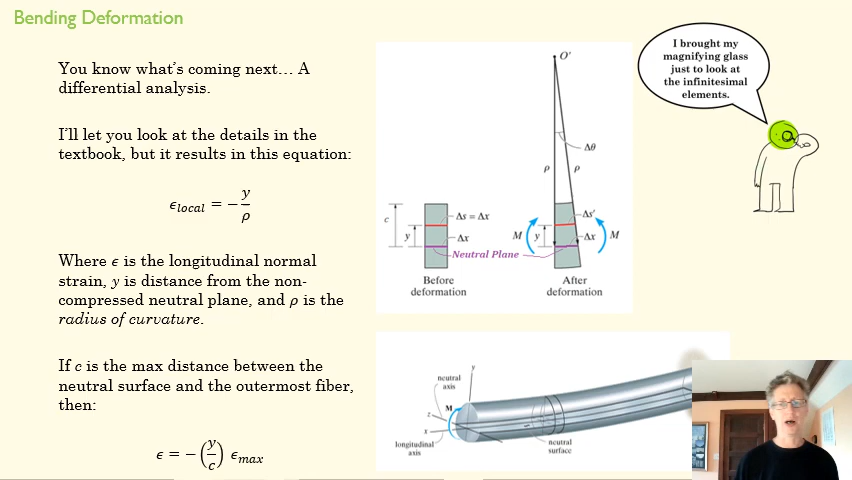 Bending Deformation
You know what's coming next… A
differential analysis.
I'll let you look at the details in the
textbook, but it results in this equation:
ϵ_local = −y/ρ
Where ϵ is the longitudinal normal
strain, y is distance from the non-
compressed neutral plane, and ρ is the
radius of curvature.
If c is the max distance between the
neutral surface and the outermost fiber,
then:
ϵ = −(y/c) ϵ_max
O'
Δθ
ρ
ρ
c
y
Δs = Δx
Δx
Neutral Plane
M
y
Δs'
Δx
M
Before
deformation
After
deformation
I brought my
magnifying glass
just to look at
the infinitesimal
elements.
y
neutral
axis
M
z
x
longitudinal
axis
neutral
surface